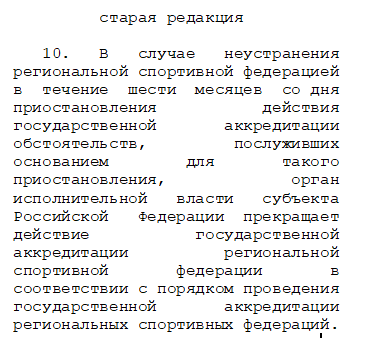 старая редакция
10. В случае неустранения
региональной спортивной федерацией
в течение шести месяцев со дня
приостановления действия
государственной аккредитации
обстоятельств, послуживших
основанием для такого
приостановления, орган
исполнительной власти субъекта
Российской Федерации прекращает
действие государственной
аккредитации региональной
спортивной федерации в
соответствии с порядком проведения
государственной аккредитации
региональных спортивных федераций.